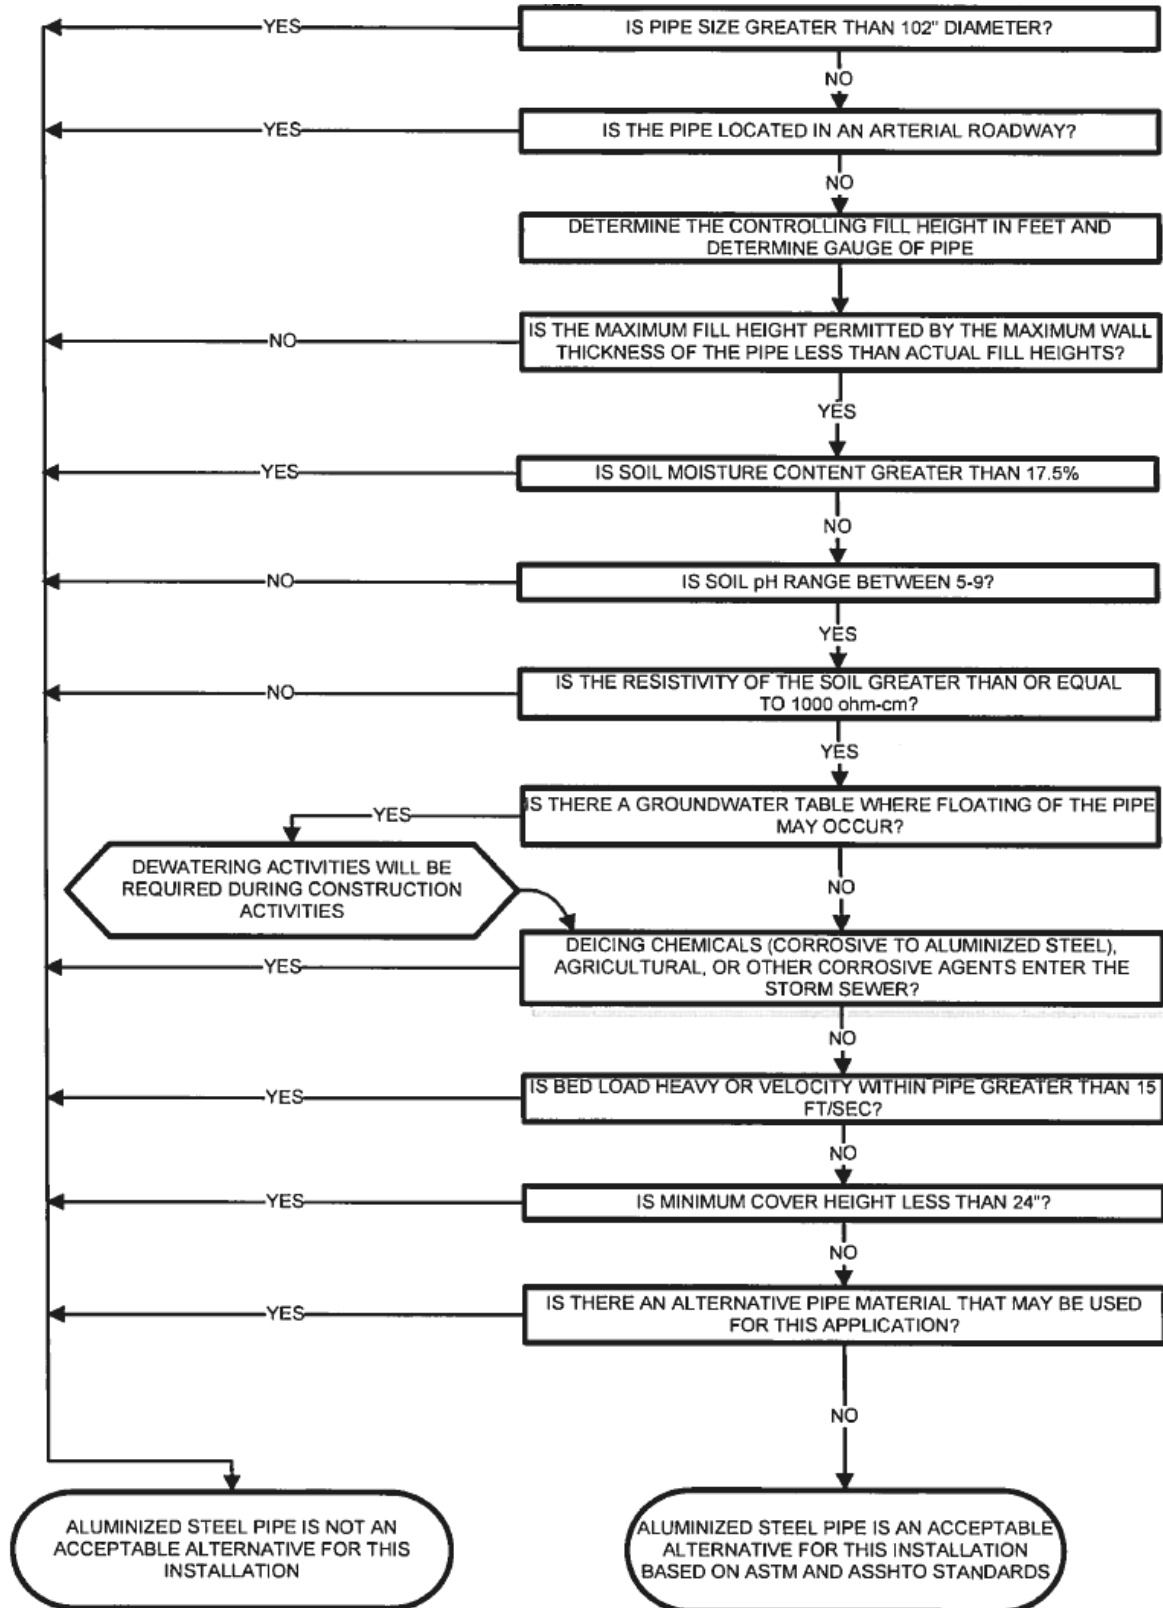 YES
IS PIPE SIZE GREATER THAN 102" DIAMETER?
NO
YES
IS THE PIPE LOCATED IN AN ARTERIAL ROADWAY?
NO
DETERMINE THE CONTROLLING FILL HEIGHT IN FEET AND
DETERMINE GAUGE OF PIPE
NO
IS THE MAXIMUM FILL HEIGHT PERMITTED BY THE MAXIMUM WALL
THICKNESS OF THE PIPE LESS THAN ACTUAL FILL HEIGHTS?
YES
YES
IS SOIL MOISTURE CONTENT GREATER THAN 17.5%
NO
NO
IS SOIL pH RANGE BETWEEN 5-9?
YES
NO
IS THE RESISTIVITY OF THE SOIL GREATER THAN OR EQUAL
TO 1000 ohm-cm?
YES
YES
IS THERE A GROUNDWATER TABLE WHERE FLOATING OF THE PIPE
MAY OCCUR?
DEWATERING ACTIVITIES WILL BE
REQUIRED DURING CONSTRUCTION
ACTIVITIES
NO
YES
DEICING CHEMICALS (CORROSIVE TO ALUMINIZED STEEL),
AGRICULTURAL, OR OTHER CORROSIVE AGENTS ENTER THE
STORM SEWER?
NO
YES
IS BED LOAD HEAVY OR VELOCITY WITHIN PIPE GREATER THAN 15
FT/SEC?
NO
YES
IS MINIMUM COVER HEIGHT LESS THAN 24"?
NO
YES
IS THERE AN ALTERNATIVE PIPE MATERIAL THAT MAY BE USED
FOR THIS APPLICATION?
NO
ALUMINIZED STEEL PIPE IS NOT AN
ACCEPTABLE ALTERNATIVE FOR THIS
INSTALLATION
ALUMINIZED STEEL PIPE IS AN ACCEPTABLE
ALTERNATIVE FOR THIS INSTALLATION
BASED ON ASTM AND ASSHTO STANDARDS